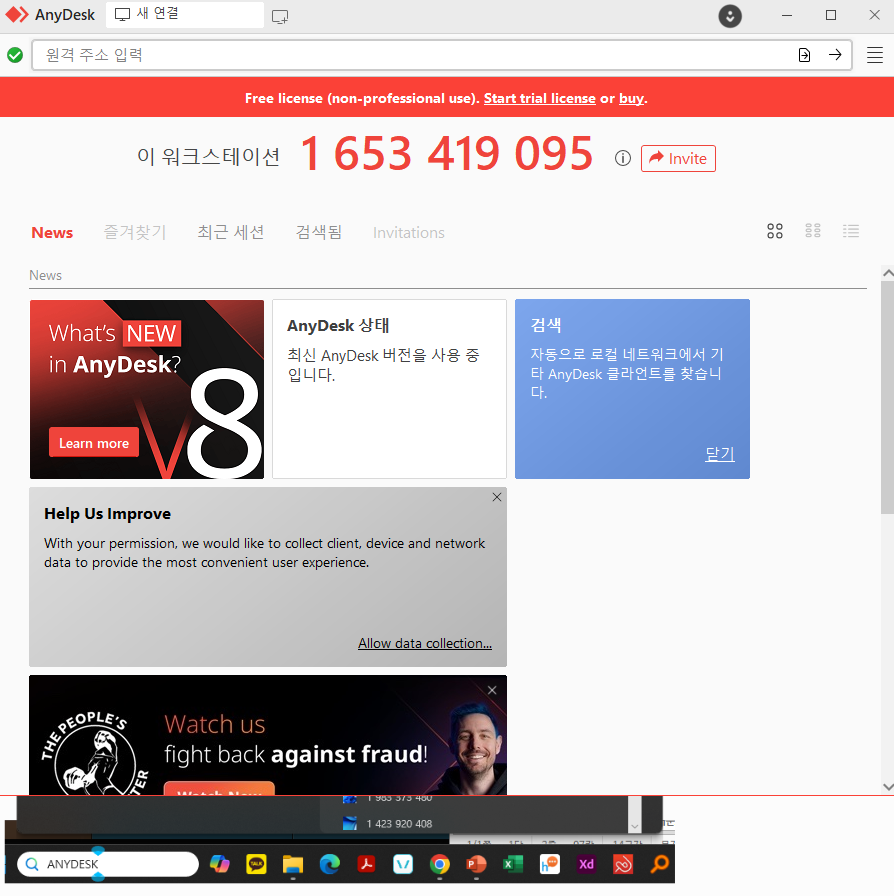 AnyDesk
새 연결
원격 주소 입력
Free license (non-professional use). Start trial license or buy.
이 워크스테이션 1 653 419 095 Invite
News 즐겨찾기 최근 세션 검색됨 Invitations
News
What's NEW
in AnyDesk?
Learn more
V8
AnyDesk 상태
최신 AnyDesk 버전을 사용 중
입니다.
검색
자동으로 로컬 네트워크에서 기
타 AnyDesk 클라언트를 찾습니
다.
닫기
Help Us Improve
With your permission, we would like to collect client, device and network
data to provide the most convenient user experience.
Allow data collection...
THE PEOPLE'S
Watch us
fight back against fraud!
Watch Now
1 983 573 480
1 423 920 408
ANYDESK
TALK
Xd